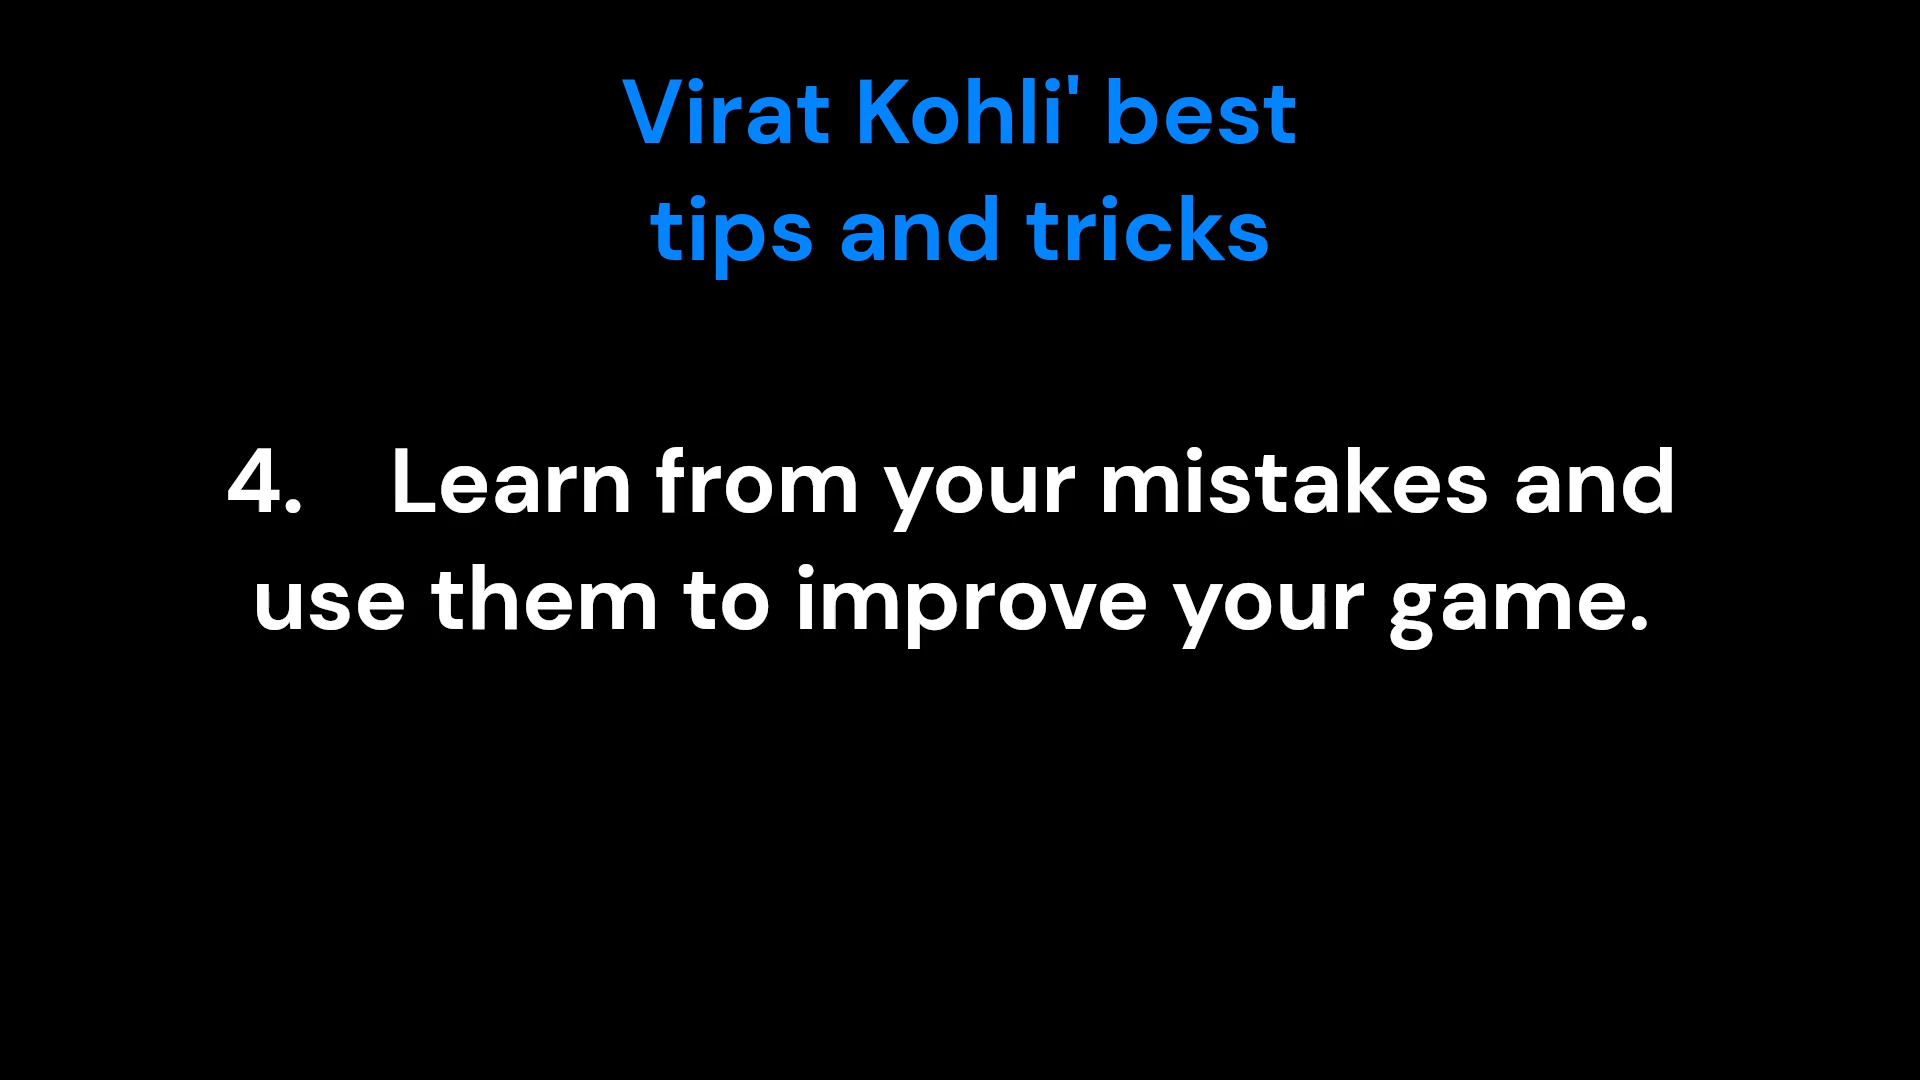 Virat Kohli' best
tips and tricks
4. Learn from your mistakes and
use them to improve your game.